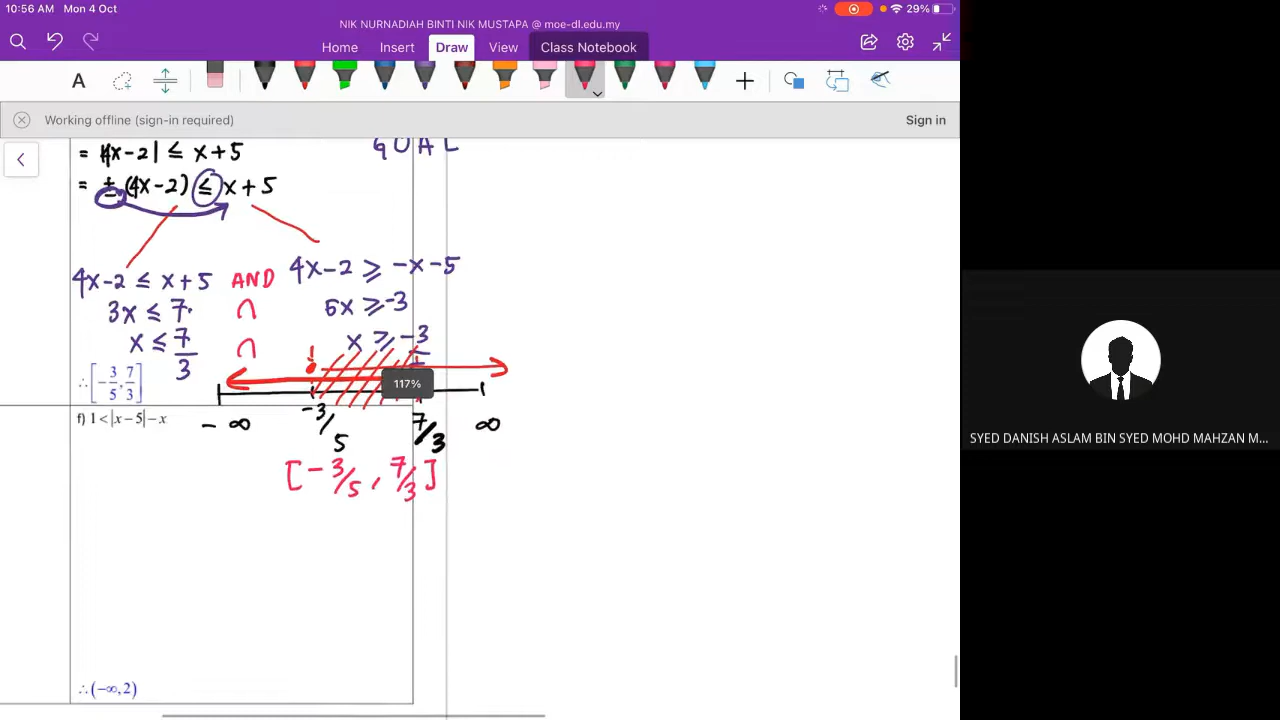 10:56 AM Mon 4 Oct
29%
NIK NURNADIAH BINTI NIK MUSTAPA @ moe-dl.edu.my
Home Insert Draw View Class Notebook
A
Working offline (sign-in required) Sign in
GOAL
= |4x-2| ≤ x+5
= ± (4x-2) ≤ x+5
4x-2 ≤ x+5 AND 4x-2 ≥ -x-5
3x ≤ 7 ∩ 5x ≥ -3
x ≤ 7/3 ∩ x ≥ -3
∴ [-3/5, 7/3]
117%
f) 1 < |x - 5| - x
-∞ -3/5 7/3 ∞
[-3/5, 7/3]
∴ (-∞, 2)
SYED DANISH ASLAM BIN SYED MOHD MAHZAN M...